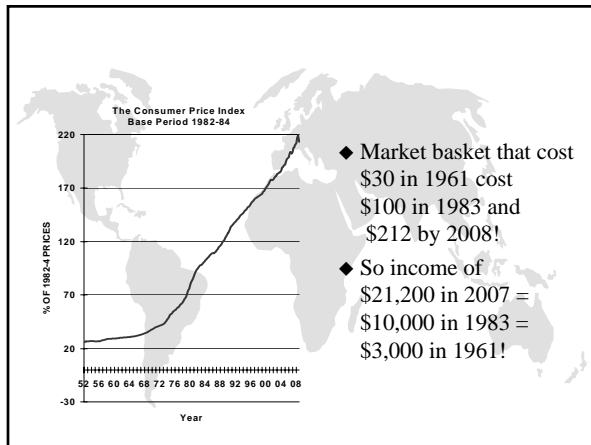 The Consumer Price Index
Base Period 1982-84
220
170
120
70
20
-30
% OF 1982-4 PRICES
52 56 60 64 68 72 76 80 84 88 92 96 00 04 08
Year
◆ Market basket that cost
$30 in 1961 cost
$100 in 1983 and
$212 by 2008!
◆ So income of
$21,200 in 2007 =
$10,000 in 1983 =
$3,000 in 1961!